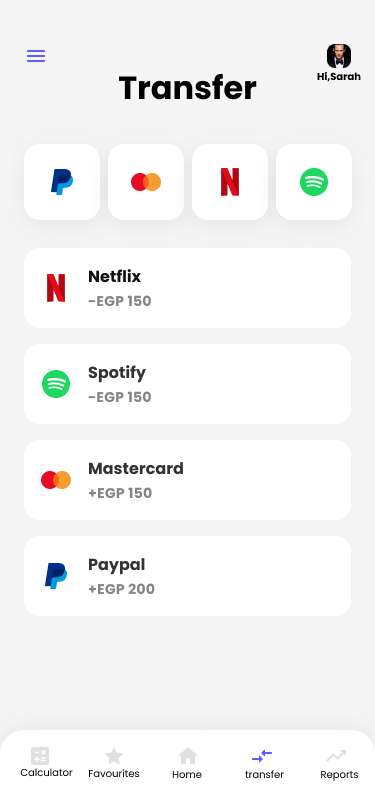 Hi,Sarah
Transfer
Netflix
-EGP 150
Spotify
-EGP 150
Mastercard
+EGP 150
Paypal
+EGP 200
Calculator Favourites Home transfer Reports